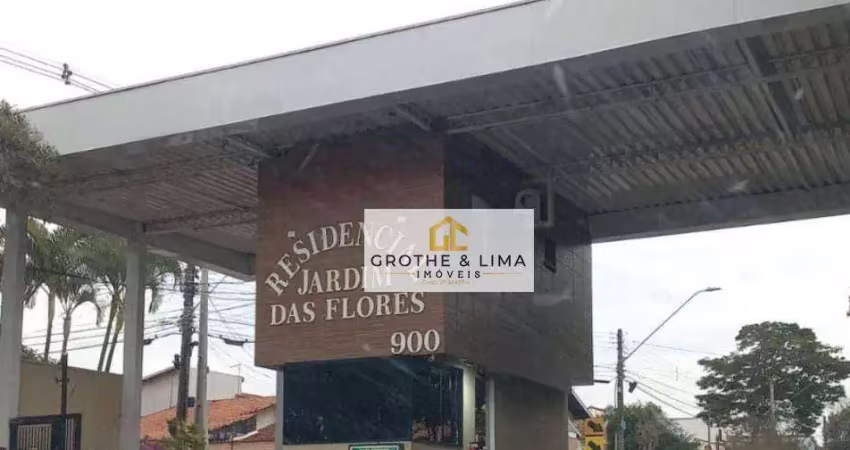 RESIDENCIAL
JARDIM
DAS FLORES
900
GROTHE & LIMA
IMÓVEIS